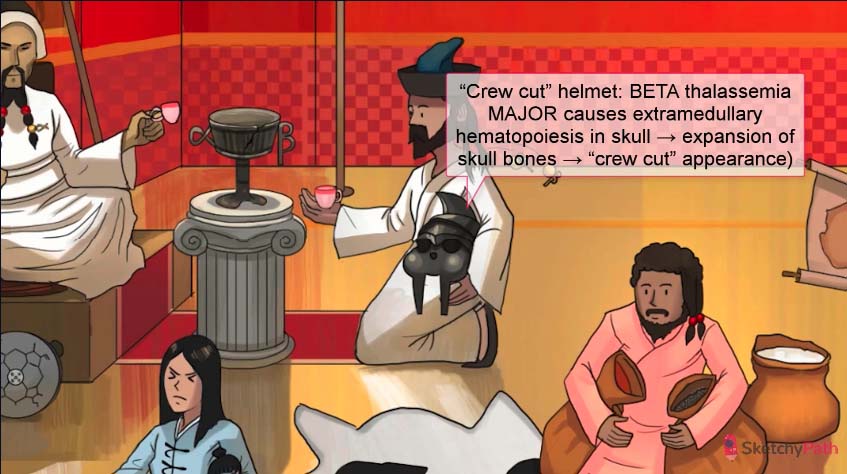 “Crew cut” helmet: BETA thalassemia
MAJOR causes extramedullary
hematopoiesis in skull → expansion of
skull bones → “crew cut” appearance)
SketchyPath